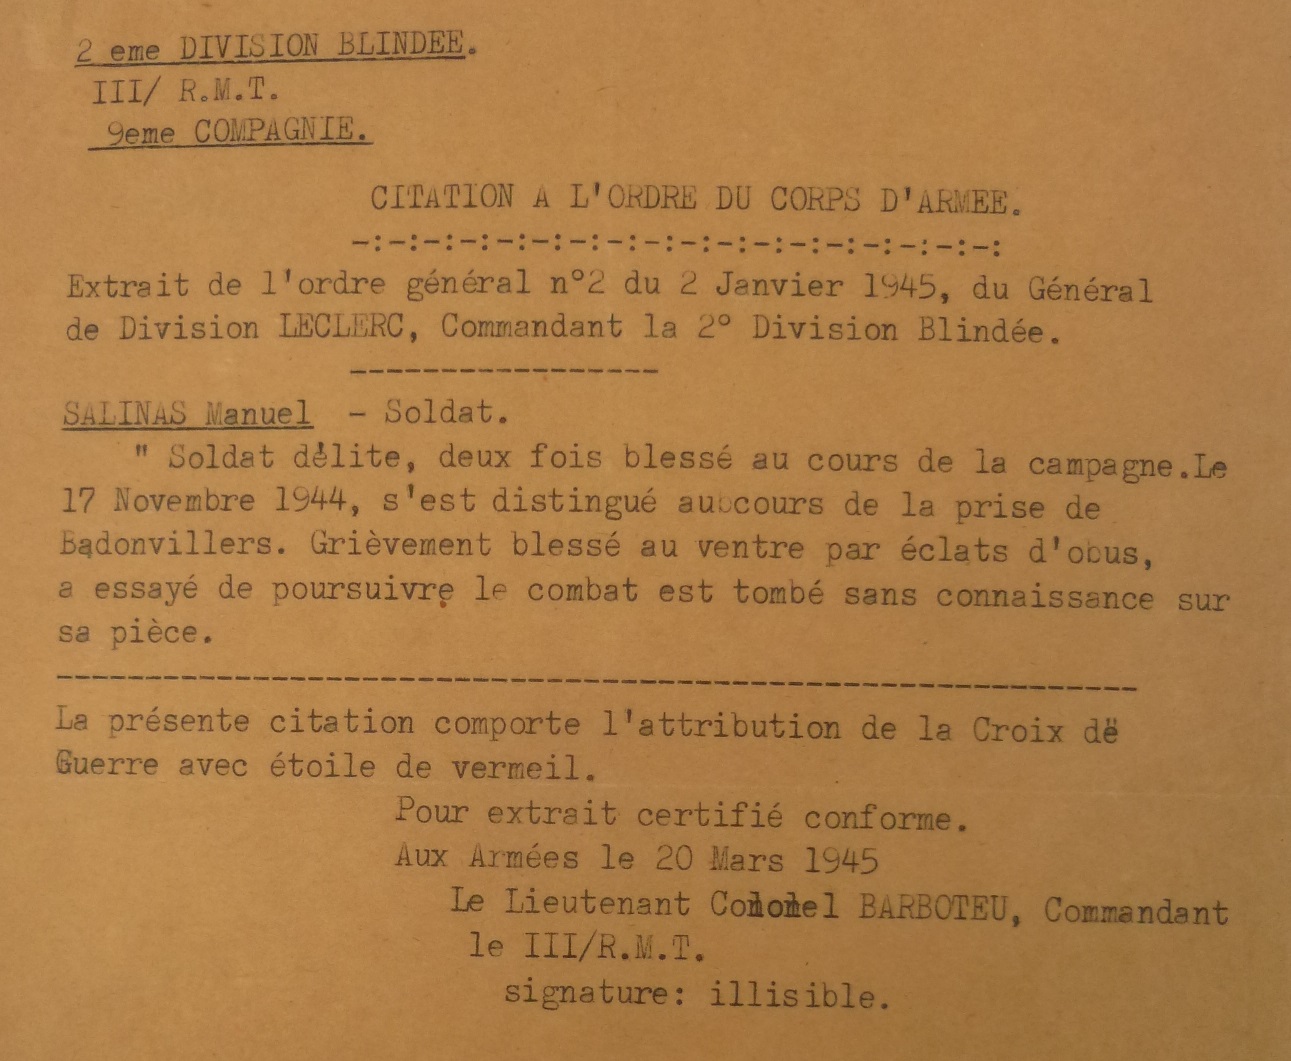 2 eme DIVISION BLINDEE.
III/ R.M.T.
9eme COMPAGNIE.
CITATION A L'ORDRE DU CORPS D'ARMEE.
-:-:-:-:-:-:-:-:-:-:-:-:-:-:-:-:-:-:
Extrait de l'ordre général n°2 du 2 Janvier 1945, du Général
de Division LECLERC, Commandant la 2° Division Blindée.
-----------------
SALINAS Manuel - Soldat.
" Soldat d'élite, deux fois blessé au cours de la campagne.Le
17 Novembre 1944, s'est distingué au cours de la prise de
Badonvillers. Grièvement blessé au ventre par éclats d'obus,
a essayé de poursuivre le combat est tombé sans connaissance sur
sa pièce.
------------------------------------------------------------
La présente citation comporte l'attribution de la Croix de
Guerre avec étoile de vermeil.
Pour extrait certifié conforme.
Aux Armées le 20 Mars 1945
Le Lieutenant Colonel BARBOTEU, Commandant
le III/R.M.T.
signature: illisible.